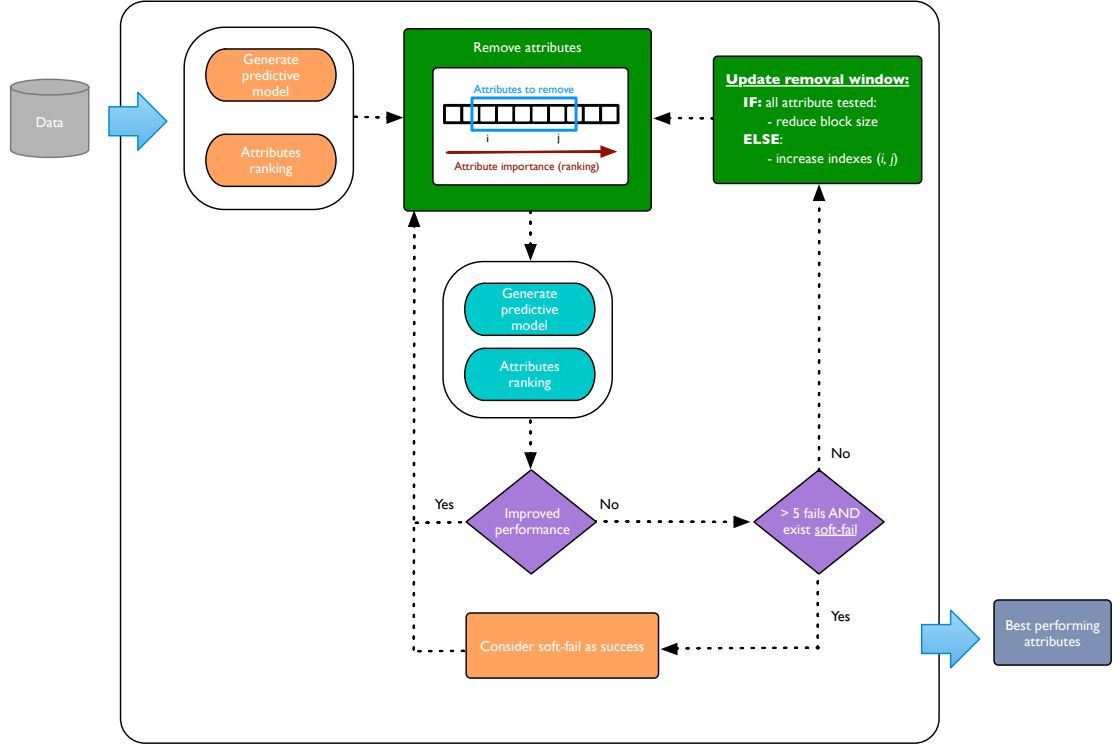 Data
Generate
predictive
model
Attributes
ranking
Remove attributes
Attributes to remove
i
j
Attribute importance (ranking)
Update removal window:
IF: all attribute tested:
- reduce block size
ELSE:
- increase indexes (i, j)
Generate
predictive
model
Attributes
ranking
Improved
performance
Yes
No
> 5 fails AND
exist soft-fail
No
Yes
Consider soft-fail as success
Best performing
attributes